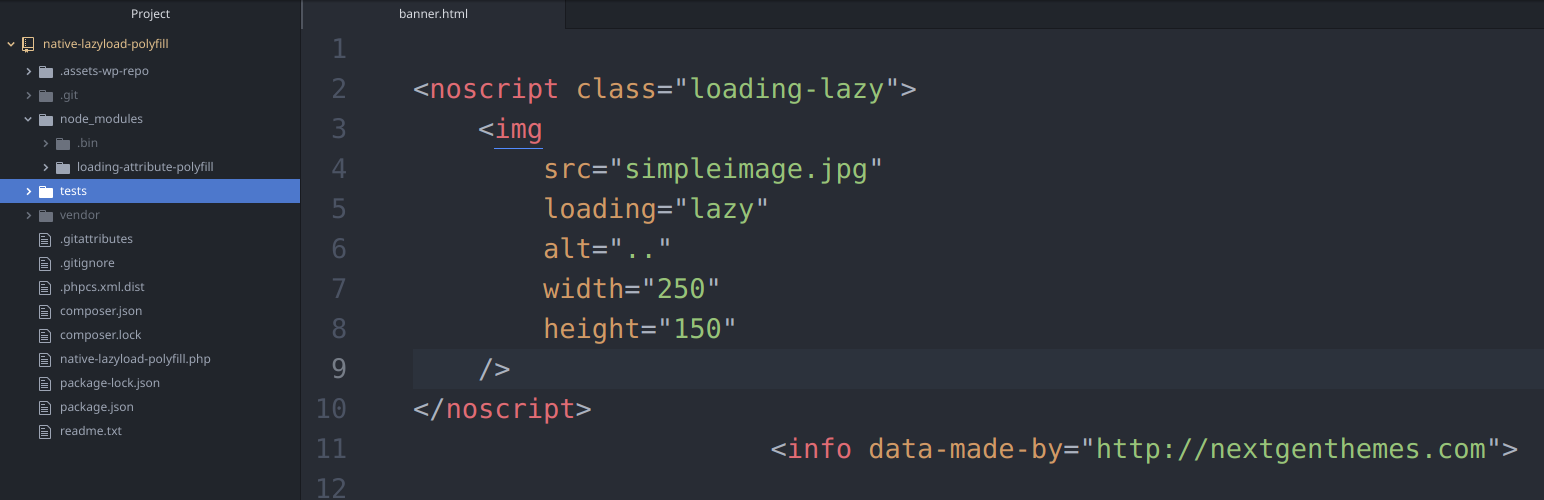 Project
native-lazyload-polyfill
.assets-wp-repo
.git
node_modules
.bin
loading-attribute-polyfill
tests
vendor
.gitattributes
.gitignore
.phpcs.xml.dist
composer.json
composer.lock
native-lazyload-polyfill.php
package-lock.json
package.json
readme.txt
banner.html
1
2 <noscript class="loading-lazy">
3 <img
4 src="simpleimage.jpg"
5 loading="lazy"
6 alt=".."
7 width="250"
8 height="150"
9 />
10 </noscript>
11 <info data-made-by="http://nextgenthemes.com">
12